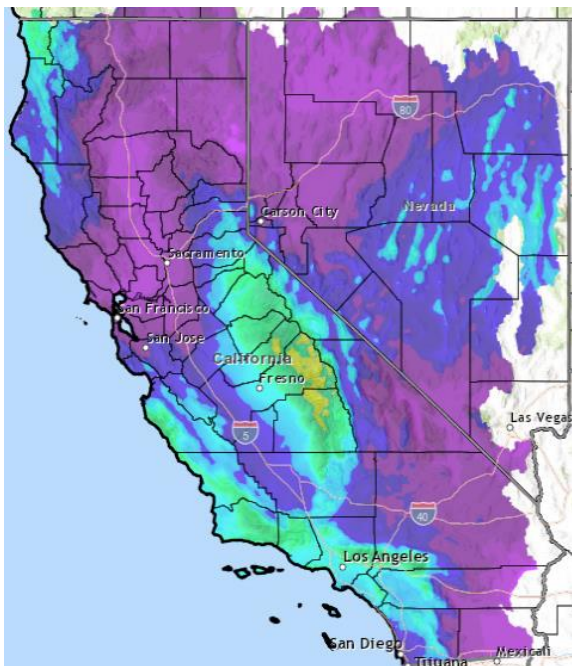 80
Carson City
Nevada
Sacramento
San Francisco
San Jose
California
Fresno
5
Las Vegas
40
Los Angeles
San Diego
Tijuana
Mexicali